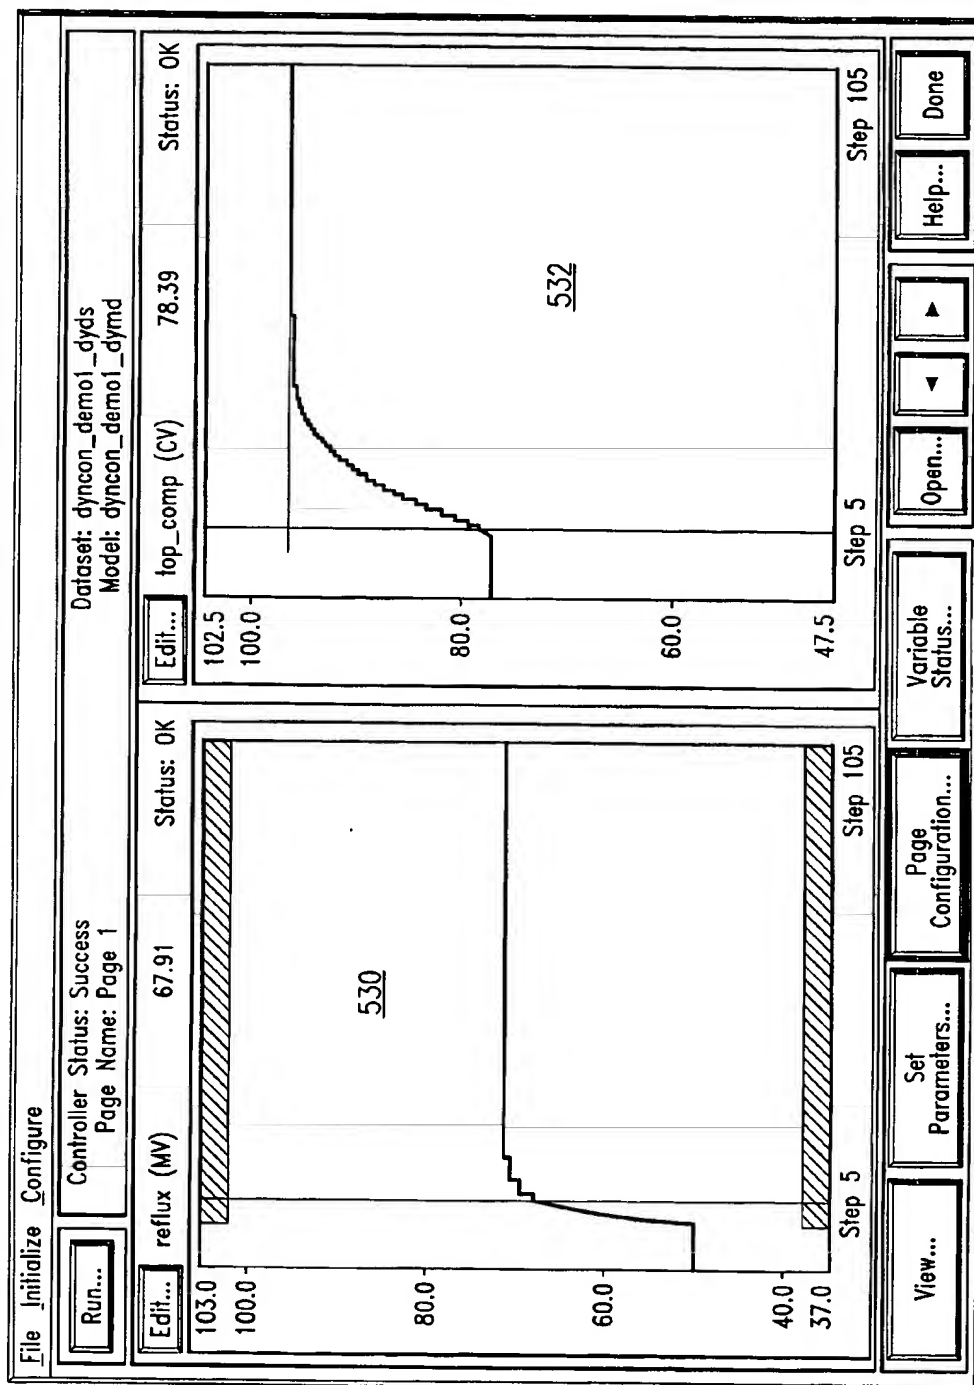 File Initialize Configure
Run...
Controller Status: Success
Page Name: Page 1
Dataset: dyncon_demo1_dyds
Model: dyncon_demo1_dymd
Edit... reflux (MV) 67.91 Status: OK
103.0
100.0
80.0
60.0
40.0
37.0
530
Step 5 Step 105
Edit... top_comp (CV) 78.39 Status: OK
102.5
100.0
80.0
60.0
47.5
532
Step 5 Step 105
View...
Set
Parameters...
Page
Configuration...
Variable
Status...
Open...
Help...
Done